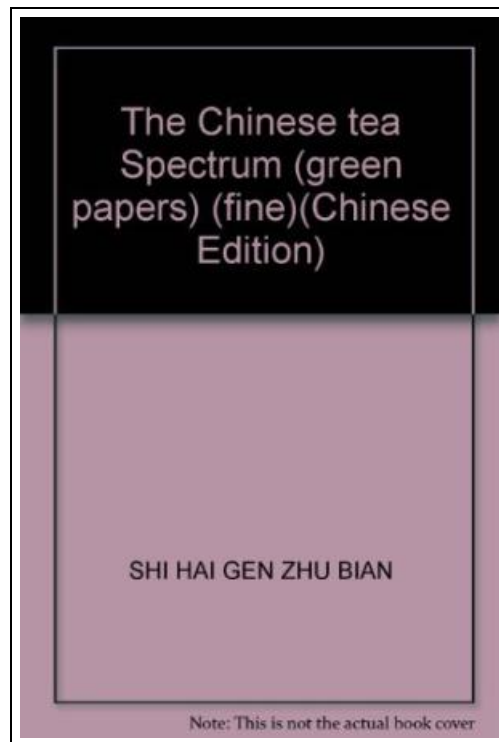 The Chinese tea
Spectrum (green
papers) (fine)(Chinese
Edition)
SHI HAI GEN ZHU BIAN
Note: This is not the actual book cover